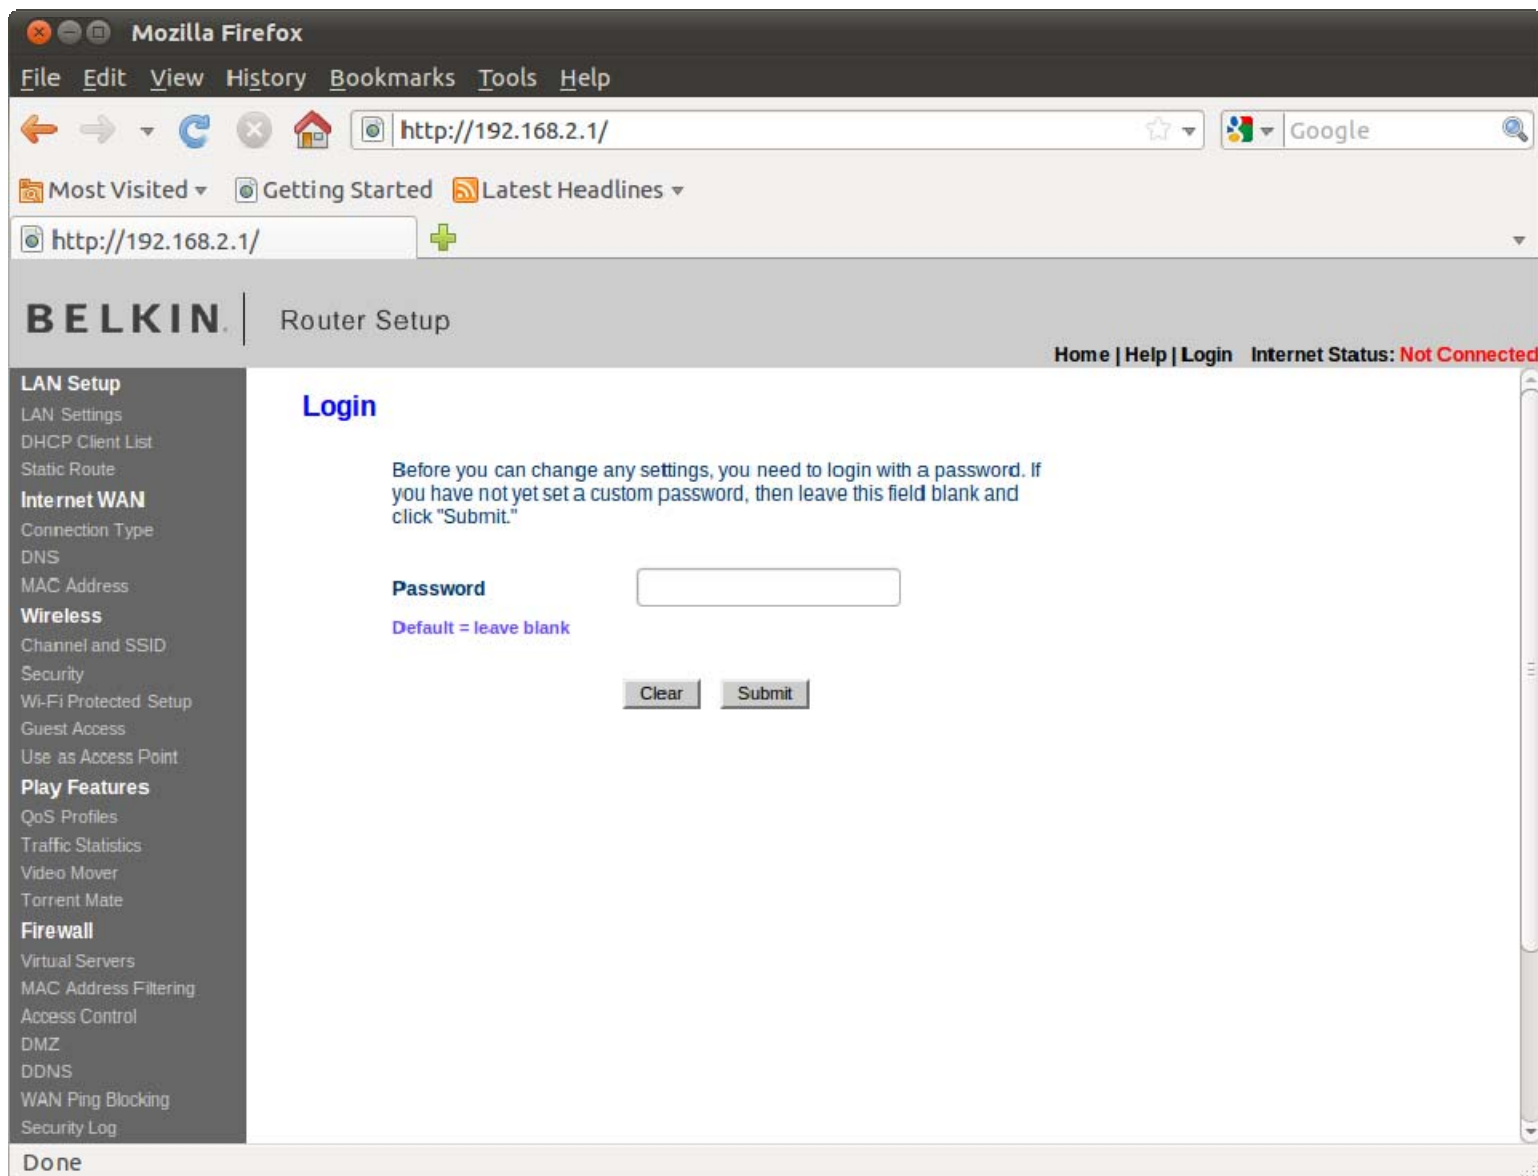 Mozilla Firefox
File Edit View History Bookmarks Tools Help
http://192.168.2.1/
Google
Most Visited Getting Started Latest Headlines
http://192.168.2.1/
BELKIN. Router Setup
Home | Help | Login Internet Status: Not Connected
LAN Setup
LAN Settings
DHCP Client List
Static Route
Internet WAN
Connection Type
DNS
MAC Address
Wireless
Channel and SSID
Security
Wi-Fi Protected Setup
Guest Access
Use as Access Point
Play Features
QoS Profiles
Traffic Statistics
Video Mover
Torrent Mate
Firewall
Virtual Servers
MAC Address Filtering
Access Control
DMZ
DDNS
WAN Ping Blocking
Security Log
Login
Before you can change any settings, you need to login with a password. If
you have not yet set a custom password, then leave this field blank and
click "Submit."
Password
Default = leave blank
Clear Submit
Done